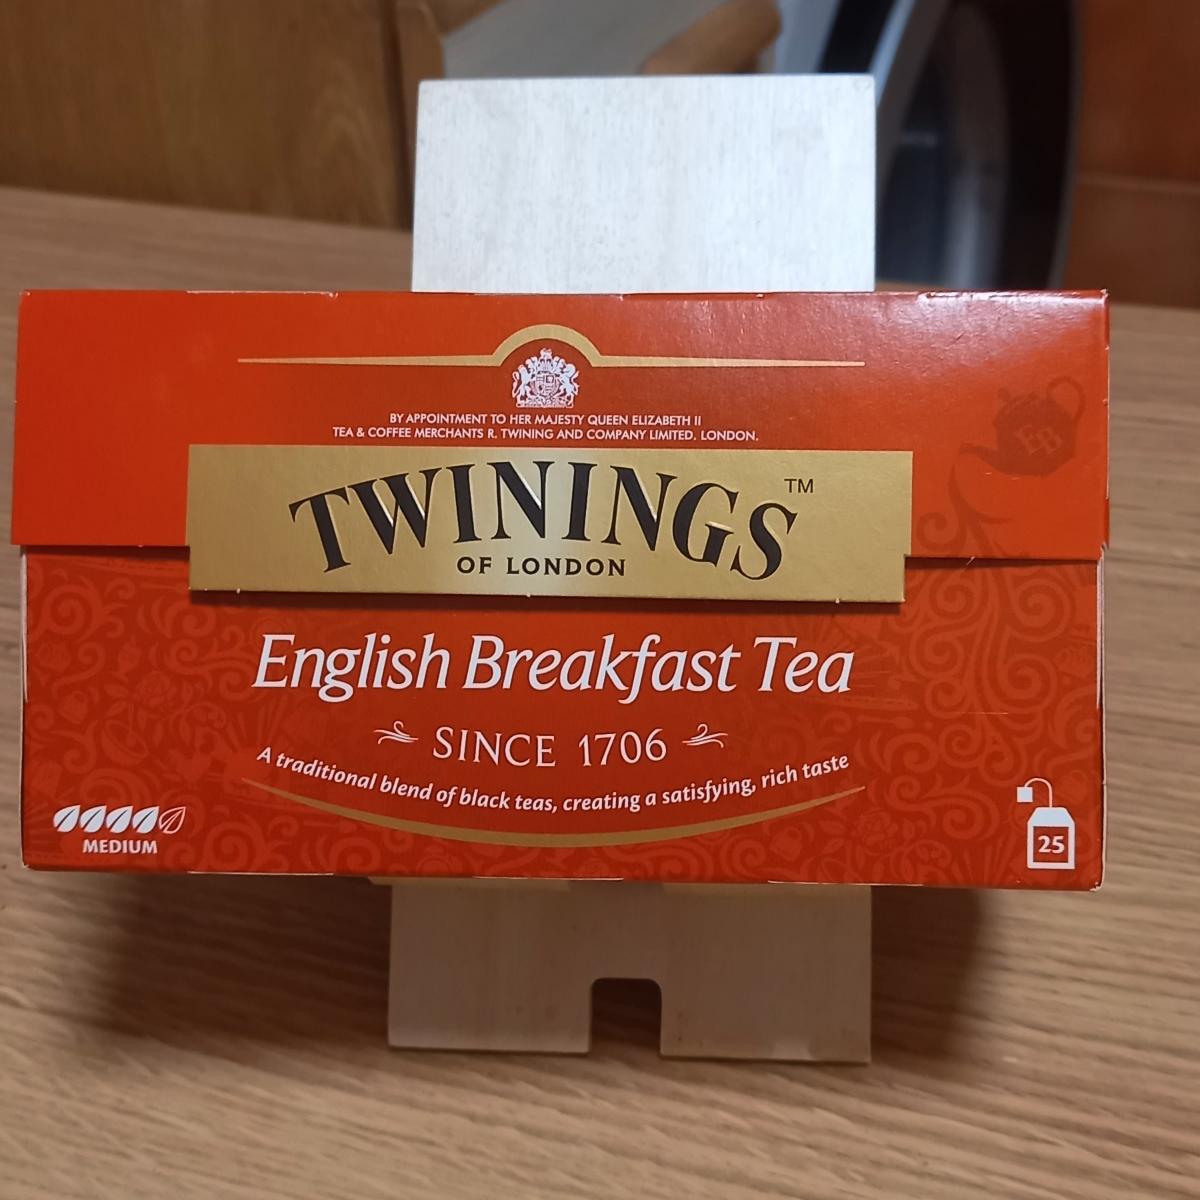 BY APPOINTMENT TO HER MAJESTY QUEEN ELIZABETH II
TEA & COFFEE MERCHANTS R. TWINING AND COMPANY LIMITED. LONDON.
TWININGS™
OF LONDON
EB
English Breakfast Tea
SINCE 1706
A traditional blend of black teas, creating a satisfying, rich taste
MEDIUM
25